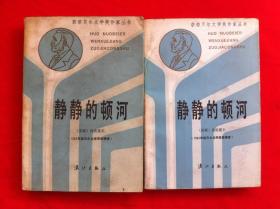 获诺贝尔文学奖作家丛书
HUO NUOBEIER
WENXUEJIANG
ZUOJIACONGSHU
静静的顿河
漓江出版社
获诺贝尔文学奖作家丛书
HUO NUOBEIER
WENXUEJIANG
ZUOJIACONGSHU
静静的顿河
漓江出版社